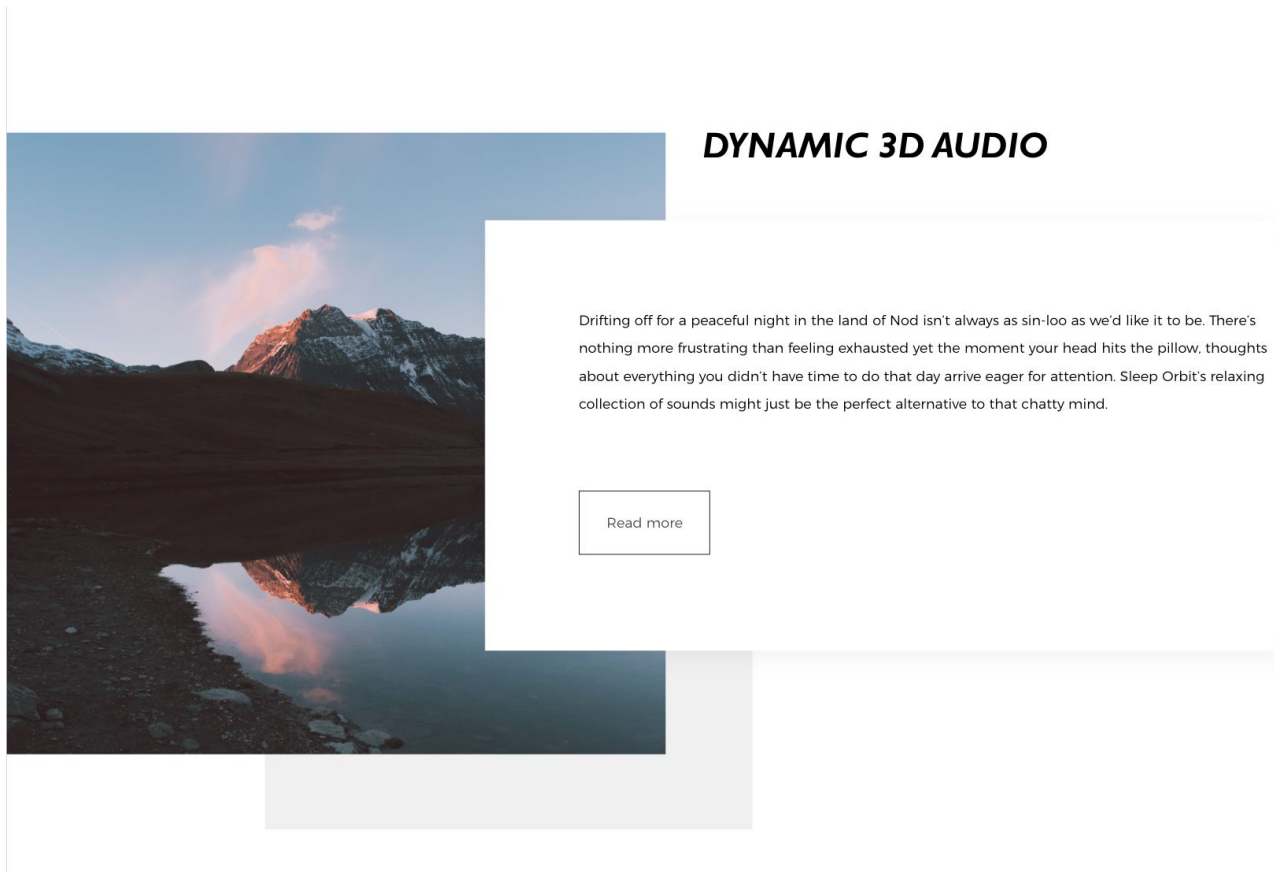 DYNAMIC 3D AUDIO
Drifting off for a peaceful night in the land of Nod isn't always as sin-loo as we'd like it to be. There's
nothing more frustrating than feeling exhausted yet the moment your head hits the pillow, thoughts
about everything you didn't have time to do that day arrive eager for attention. Sleep Orbit's relaxing
collection of sounds might just be the perfect alternative to that chatty mind.
Read more